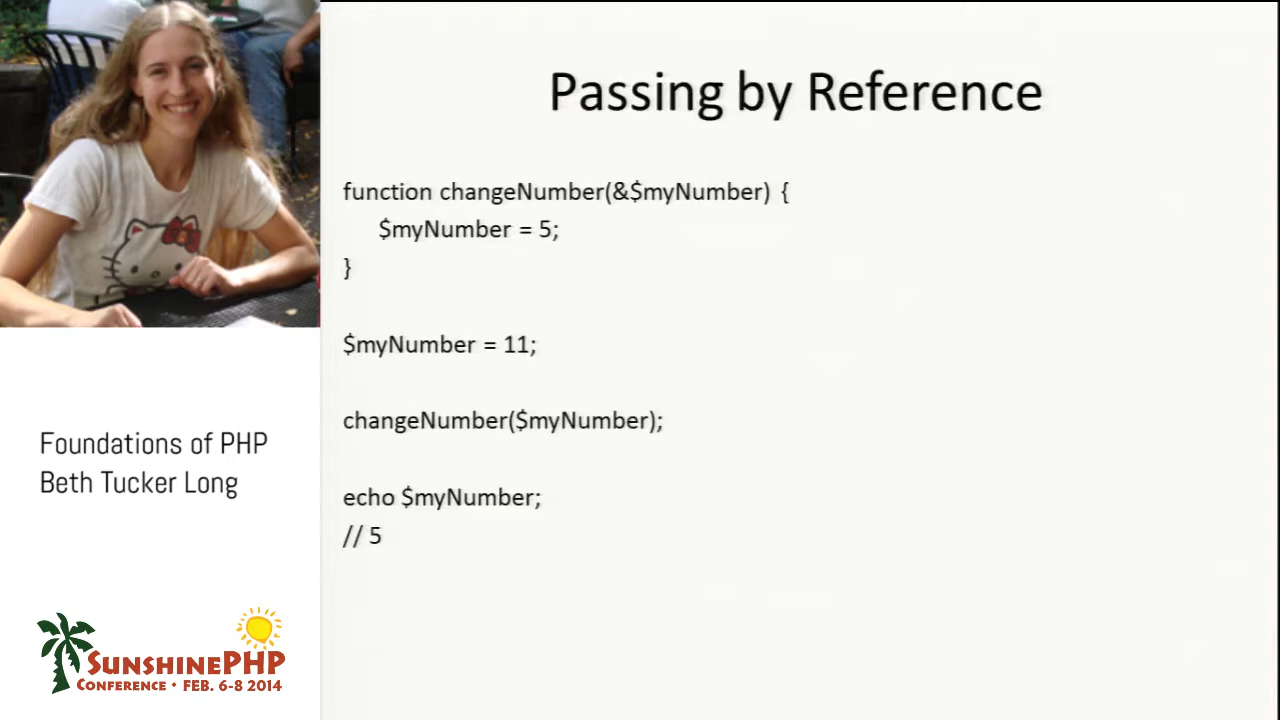 Passing by Reference
function changeNumber(&$myNumber) {
$myNumber = 5;
}
$myNumber = 11;
changeNumber($myNumber);
echo $myNumber;
// 5
Foundations of PHP
Beth Tucker Long
SUNSHINEPHP
CONFERENCE • FEB. 6-8 2014